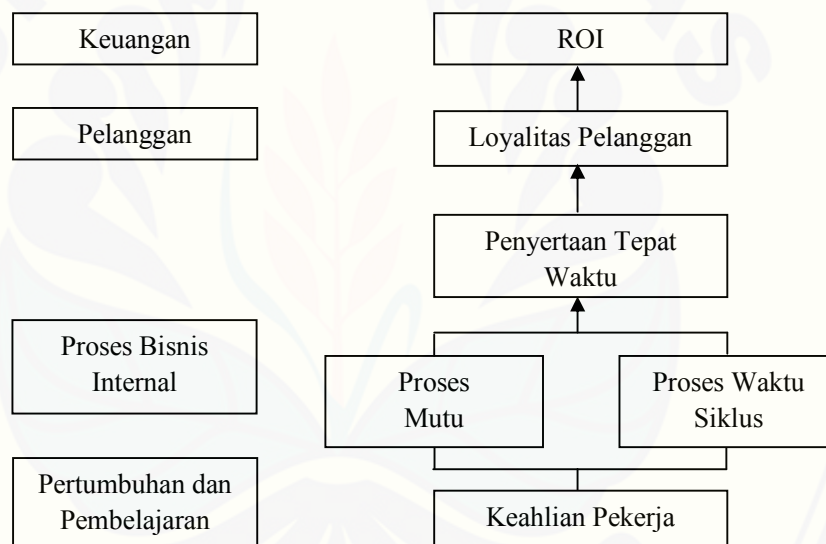 Keuangan
ROI
Pelanggan
Loyalitas Pelanggan
Penyertaan Tepat
Waktu
Proses Bisnis
Internal
Proses
Mutu
Proses Waktu
Siklus
Pertumbuhan dan
Pembelajaran
Keahlian Pekerja